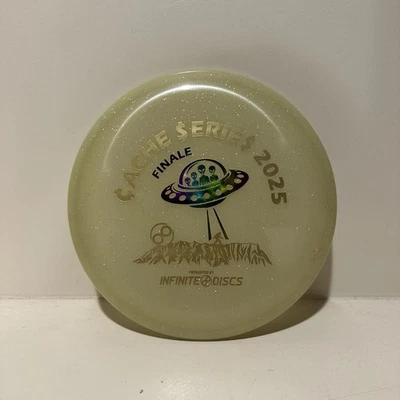 CACHE SERIES 2025
FINALE
PRESENTED BY
INFINITE DISCS